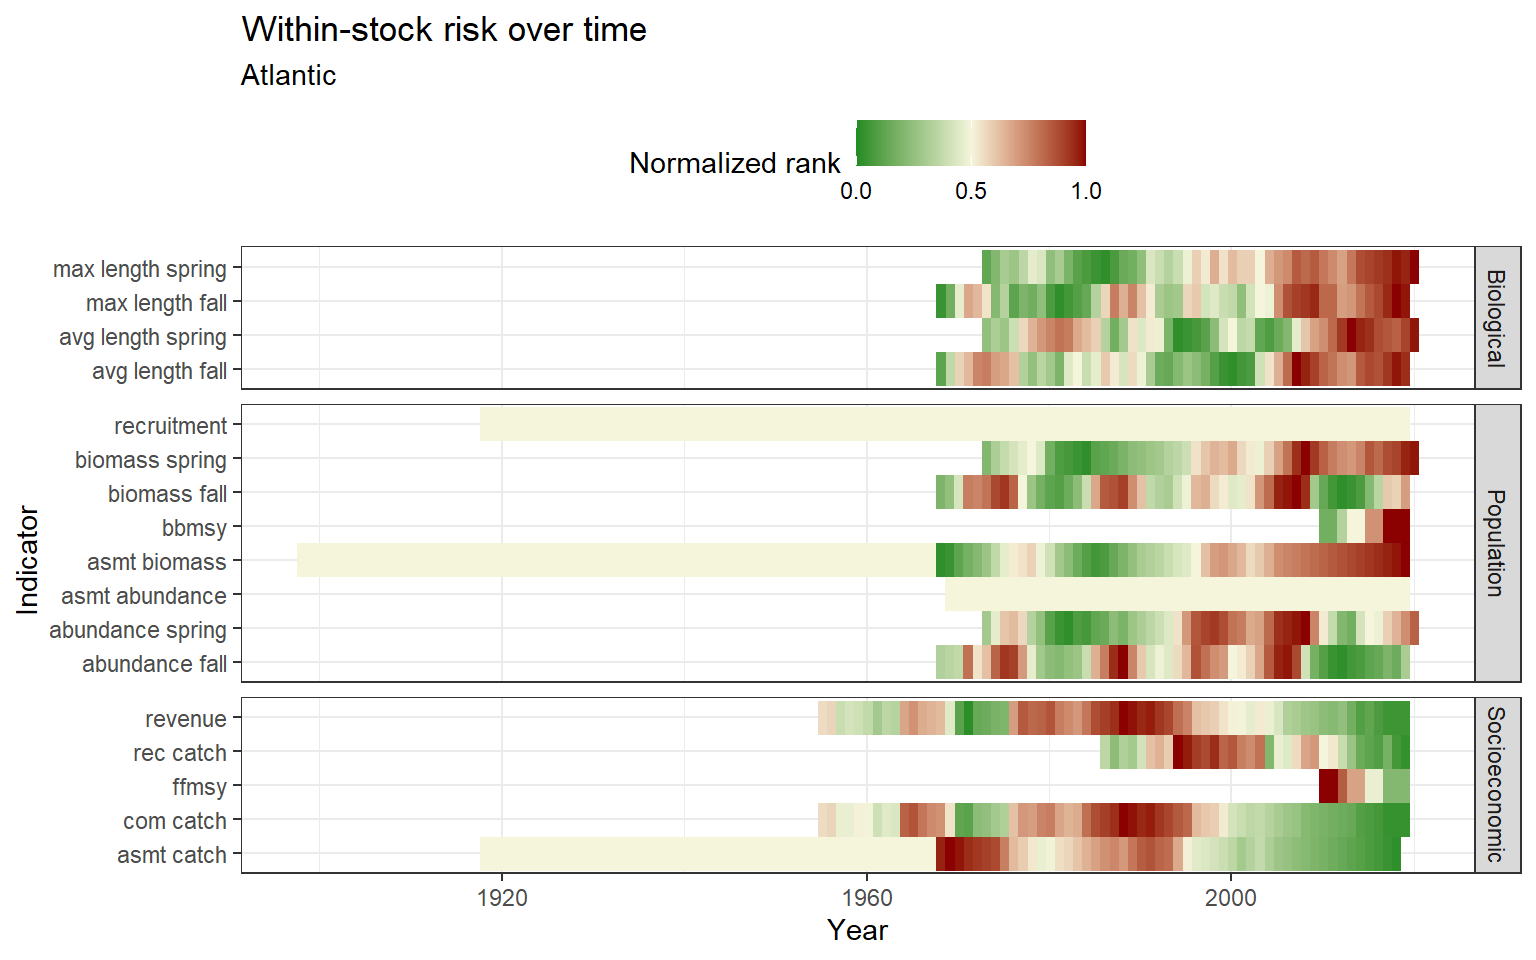 Within-stock risk over time
Atlantic
Normalized rank
0.0 0.5 1.0
max length spring
max length fall
avg length spring
avg length fall
Biological
recruitment
biomass spring
biomass fall
bbmsy
asmt biomass
asmt abundance
abundance spring
abundance fall
Population
revenue
rec catch
ffmsy
com catch
asmt catch
Socioeconomic
Indicator
1920 1960 2000
Year